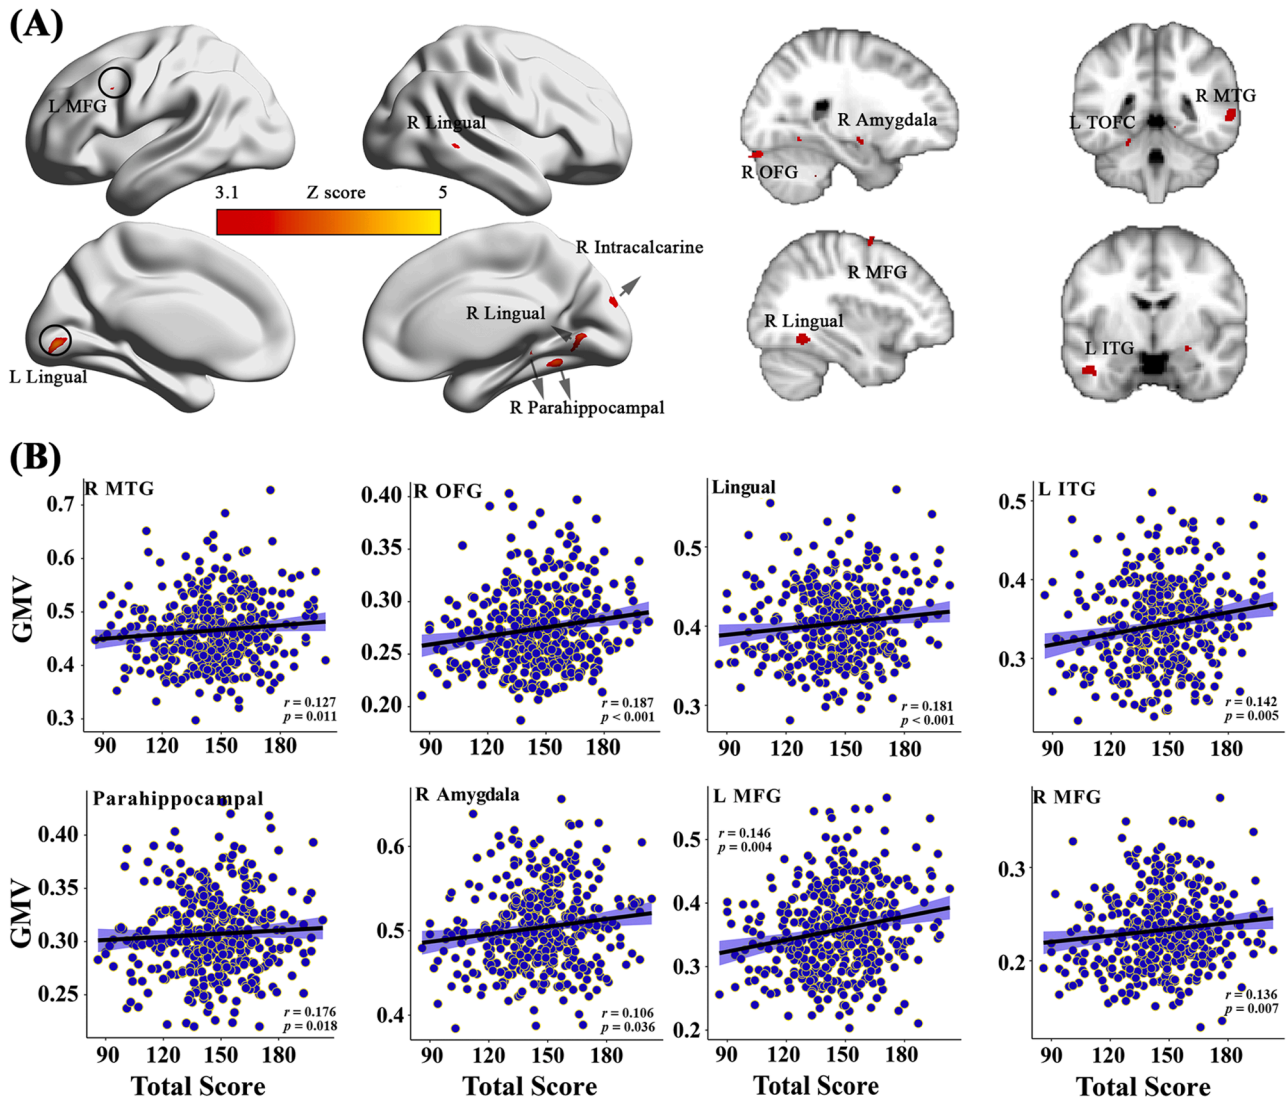 (A)
L MFG
R Lingual
3.1 Z score 5
R Amygdala
R OFG
R MTG
L TOFC
R Intracalcarine
R Lingual
L Lingual
R Parahippocampal
R MFG
R Lingual
L ITG
(B)
R MTG
GMV
0.7
0.6
0.5
0.4
0.3
r = 0.127
p = 0.011
90 120 150 180
R OFG
0.40
0.35
0.30
0.25
0.20
r = 0.187
p < 0.001
90 120 150 180
Lingual
0.5
0.4
0.3
r = 0.181
p < 0.001
90 120 150 180
L ITG
0.5
0.4
0.3
r = 0.142
p = 0.005
90 120 150 180
Parahippocampal
GMV
0.40
0.35
0.30
0.25
r = 0.176
p = 0.018
90 120 150 180
Total Score
R Amygdala
0.6
0.5
0.4
r = 0.106
p = 0.036
90 120 150 180
Total Score
L MFG
r = 0.146
p = 0.004
0.5
0.4
0.3
0.2
90 120 150 180
Total Score
R MFG
0.3
0.2
r = 0.136
p = 0.007
90 120 150 180
Total Score